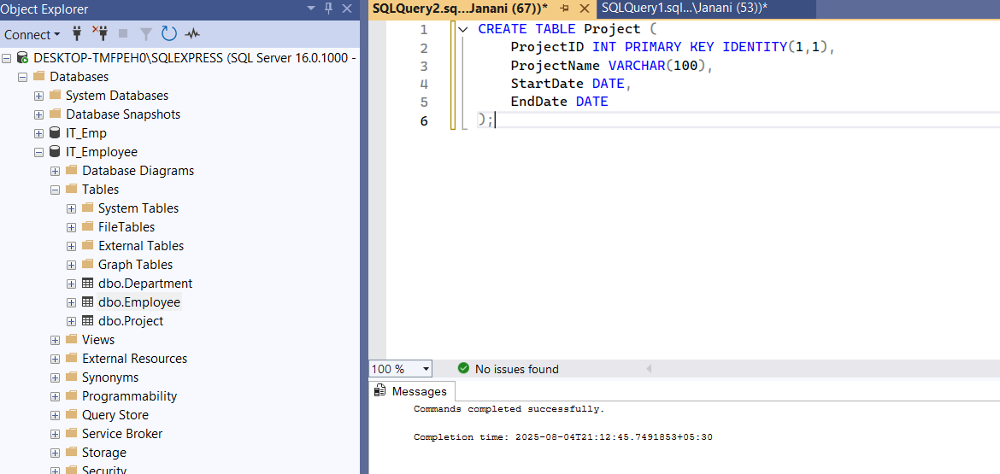 Object Explorer
Connect
DESKTOP-TMFPEH0\SQLEXPRESS (SQL Server 16.0.1000 -
Databases
System Databases
Database Snapshots
IT_Emp
IT_Employee
Database Diagrams
Tables
System Tables
FileTables
External Tables
Graph Tables
dbo.Department
dbo.Employee
dbo.Project
Views
External Resources
Synonyms
Programmability
Query Store
Service Broker
Storage
Security
SQLQuery2.sq...Janani (67))*
SQLQuery1.sql...\Janani (53))*
1 CREATE TABLE Project (
2 ProjectID INT PRIMARY KEY IDENTITY(1,1),
3 ProjectName VARCHAR(100),
4 StartDate DATE,
5 EndDate DATE
6 );
100 %
No issues found
Messages
Commands completed successfully.
Completion time: 2025-08-04T21:12:45.7491853+05:30